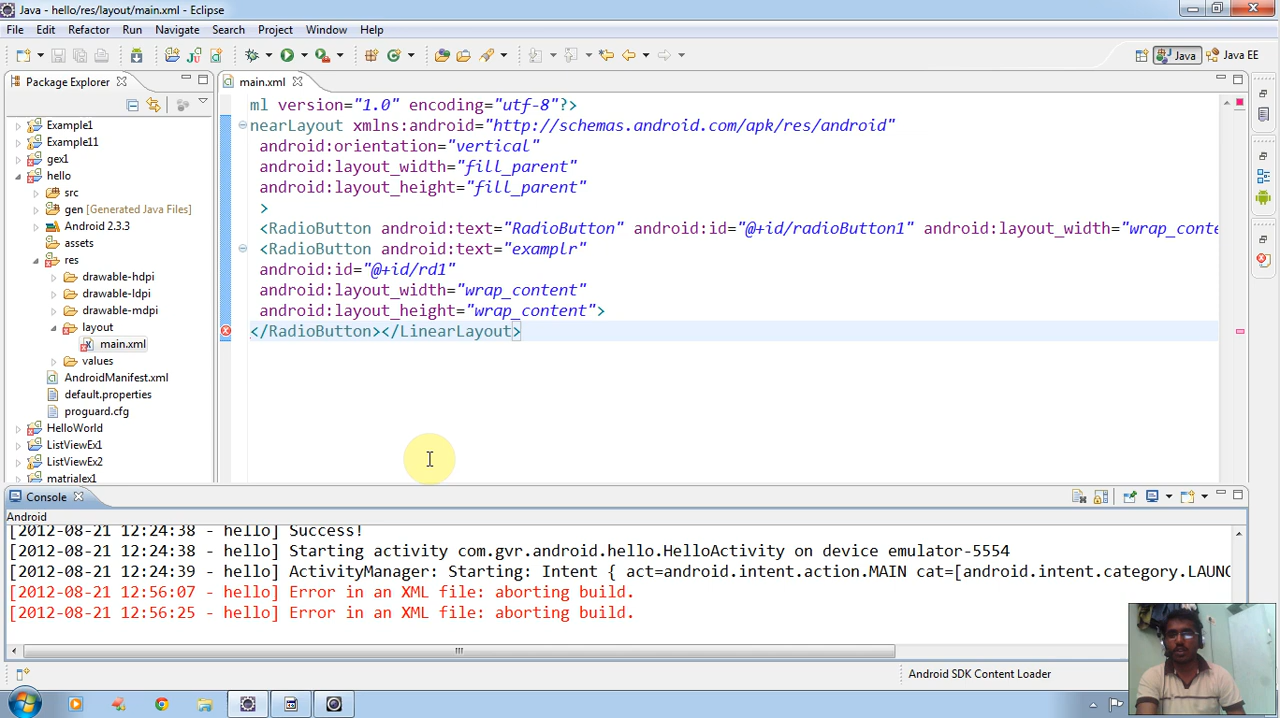 Java - hello/res/layout/main.xml - Eclipse
File Edit Refactor Run Navigate Search Project Window Help
Java Java EE
Package Explorer
main.xml
Example1
Example11
gex1
hello
src
gen [Generated Java Files]
Android 2.3.3
assets
res
drawable-hdpi
drawable-ldpi
drawable-mdpi
layout
main.xml
values
AndroidManifest.xml
default.properties
proguard.cfg
HelloWorld
ListViewEx1
ListViewEx2
matrialex1
ml version="1.0" encoding="utf-8"?>
nearLayout xmlns:android="http://schemas.android.com/apk/res/android"
android:orientation="vertical"
android:layout_width="fill_parent"
android:layout_height="fill_parent"
>
<RadioButton android:text="RadioButton" android:id="@+id/radioButton1" android:layout_width="wrap_conte
<RadioButton android:text="examplr"
android:id="@+id/rd1"
android:layout_width="wrap_content"
android:layout_height="wrap_content">
</RadioButton></LinearLayout>
Console
Android
[2012-08-21 12:24:38 - hello] Success!
[2012-08-21 12:24:38 - hello] Starting activity com.gvr.android.hello.HelloActivity on device emulator-5554
[2012-08-21 12:24:39 - hello] ActivityManager: Starting: Intent { act=android.intent.action.MAIN cat=[android.intent.category.LAUNC
[2012-08-21 12:56:07 - hello] Error in an XML file: aborting build.
[2012-08-21 12:56:25 - hello] Error in an XML file: aborting build.
Android SDK Content Loader